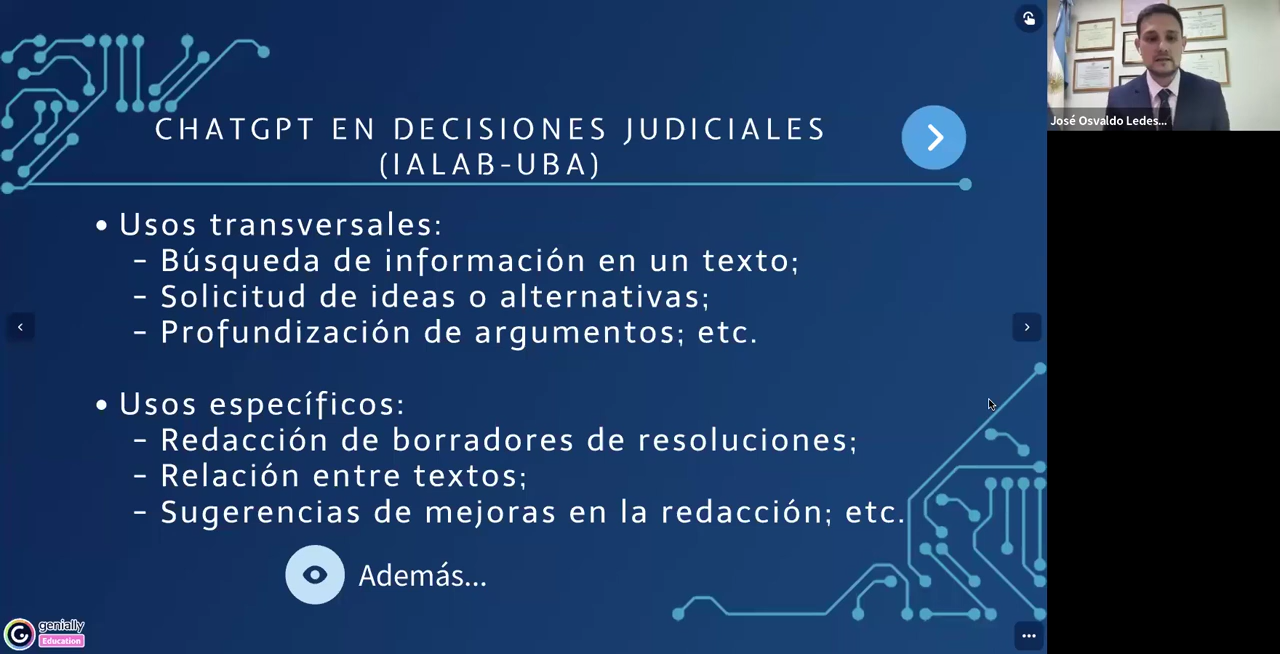 CHATGPT EN DECISIONES JUDICIALES
(IALAB-UBA)
• Usos transversales:
– Búsqueda de información en un texto;
– Solicitud de ideas o alternativas;
– Profundización de argumentos; etc.
• Usos específicos:
– Redacción de borradores de resoluciones;
– Relación entre textos;
– Sugerencias de mejoras en la redacción; etc.
Además...
genially
Education
José Osvaldo Ledes...